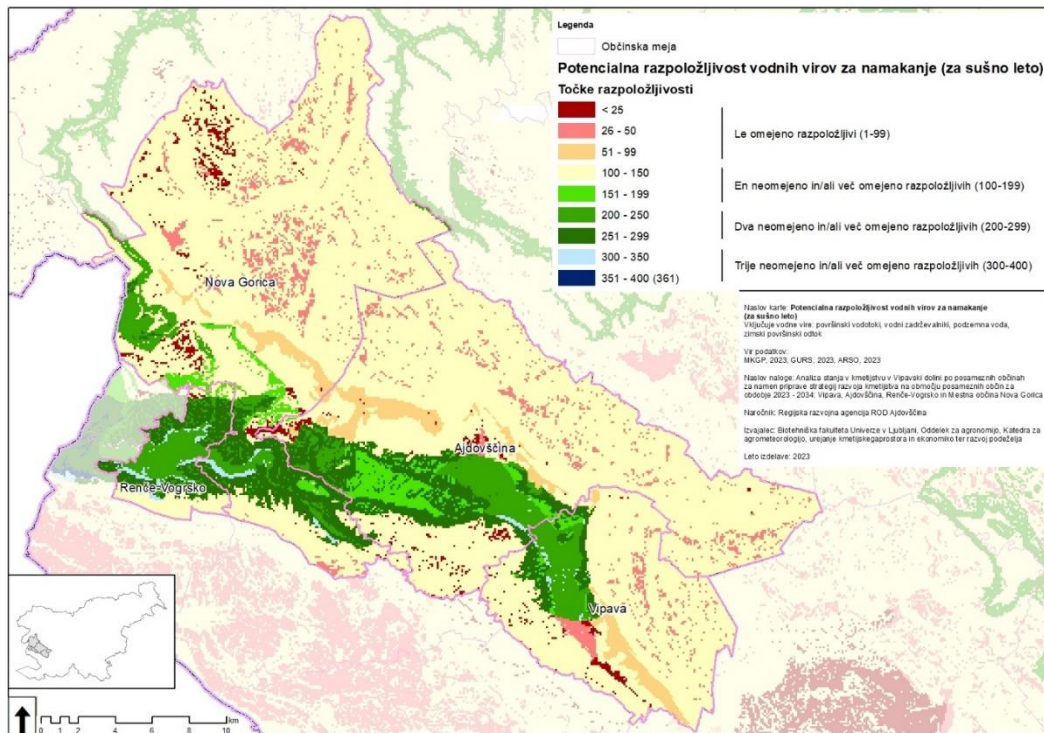 Legenda
Občinska meja
Potencialna razpoložljivost vodnih virov za namakanje (za sušno leto)
Točke razpoložljivosti
< 25
26 - 50
51 - 99
Le omejeno razpoložljivi (1-99)
100 - 150
151 - 199
En neomejeno in/ali več omejeno razpoložljivih (100-199)
200 - 250
251 - 299
Dva neomejeno in/ali več omejeno razpoložljivih (200-299)
300 - 350
351 - 400 (361)
Trije neomejeno in/ali več omejeno razpoložljivih (300-400)
Naslov karte: Potencialna razpoložljivost vodnih virov za namakanje
(za sušno leto)
Vključuje vodne vire: površinski vodotoki, vodni zadrževalniki, podzemna voda,
zimski površinski odtok
Vir podatkov:
MKGP, 2023, GURS, 2023, ARSO, 2023
Naslov naloge: Analiza stanja v kmetijstvu v Vipavski dolini po posameznih občinah
za namen priprave strategij razvoja kmetijstva na območju posameznih občin za
obdobje 2023 - 2034: Vipava, Ajdovščina, Renče-Vogrsko in Mestna občina Nova Gorica
Naročnik: Regijska razvojna agencija ROD Ajdovščina
Izvajalec: Biotehniška fakulteta Univerze v Ljubljani, Oddelek za agronomijo, Katedra za
agrometeorologijo, urejanje kmetijskegaprostora in ekonomiko ter razvoj podeželja
Leto izdelave: 2023
Nova Gorica
Ajdovščina
Renče-Vogrsko
Vipava
0 1 2 4 6 8 10
km